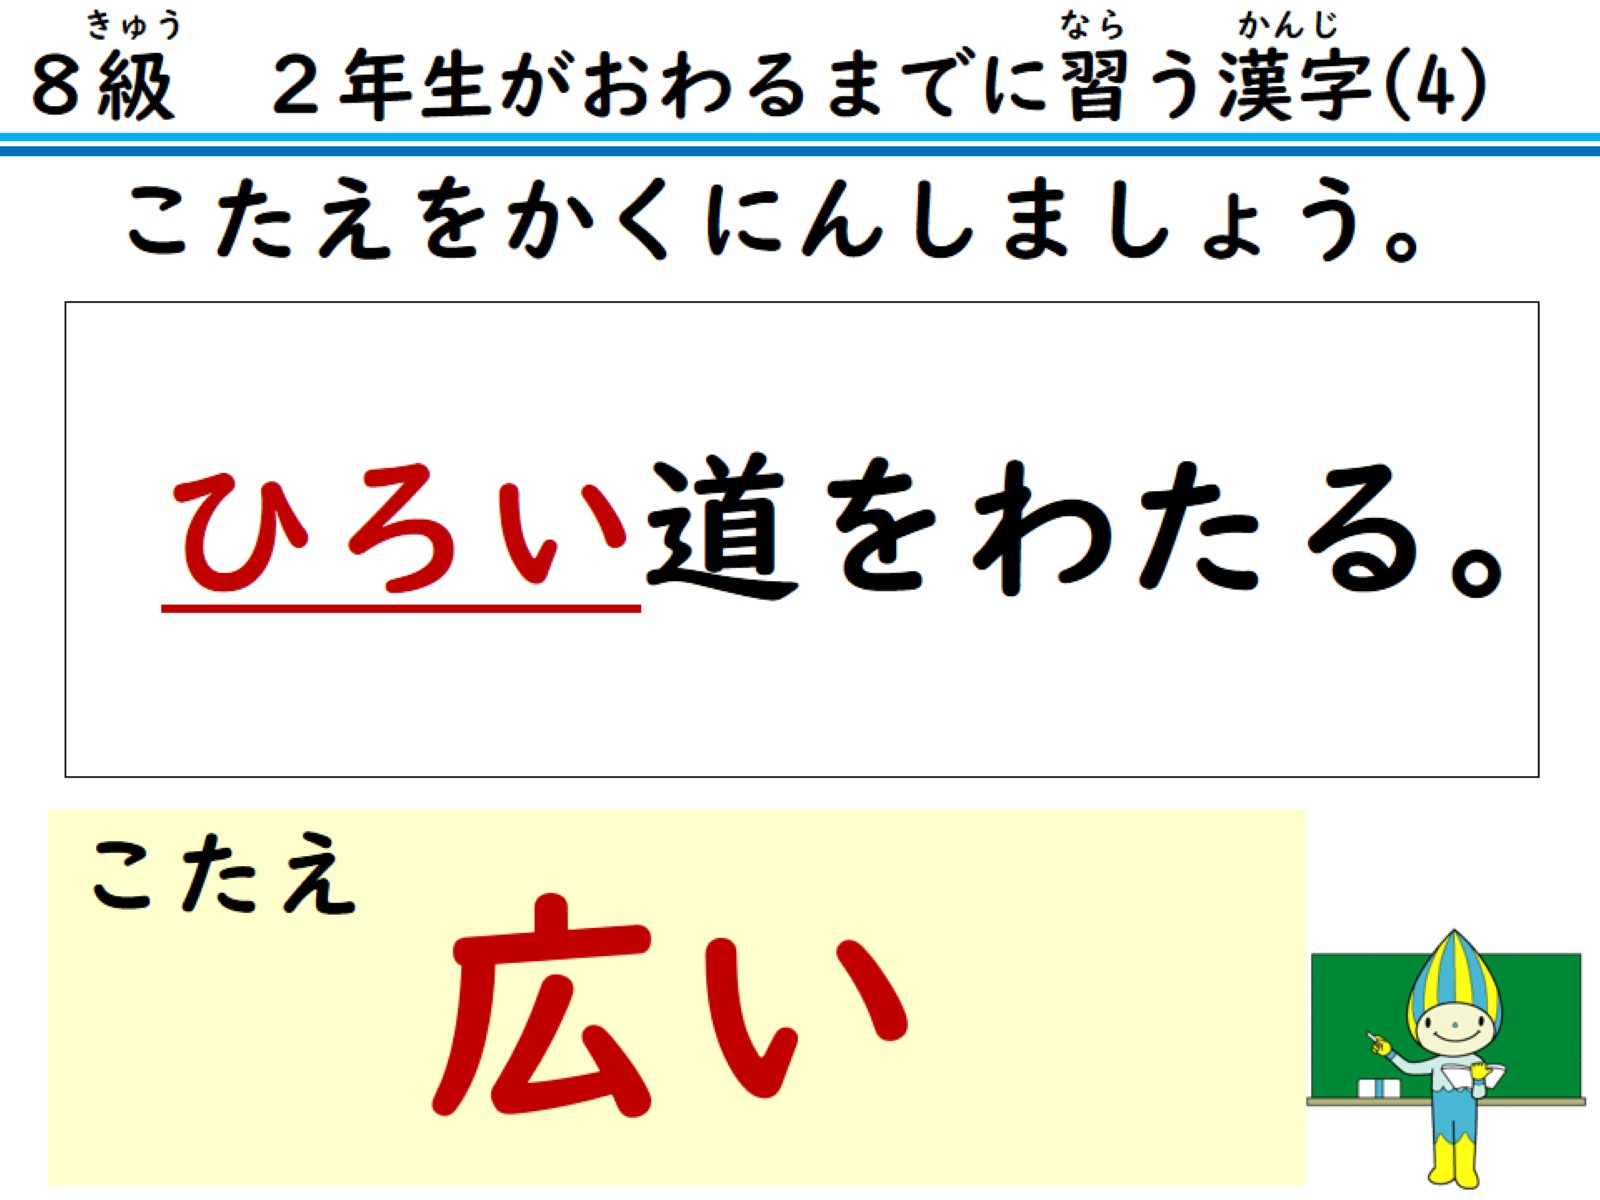 きゅう なら かんじ
8級 2年生がおわるまでに習う漢字(4)
こたえをかくにんしましょう。
ひろい道をわたる。
こたえ
広い